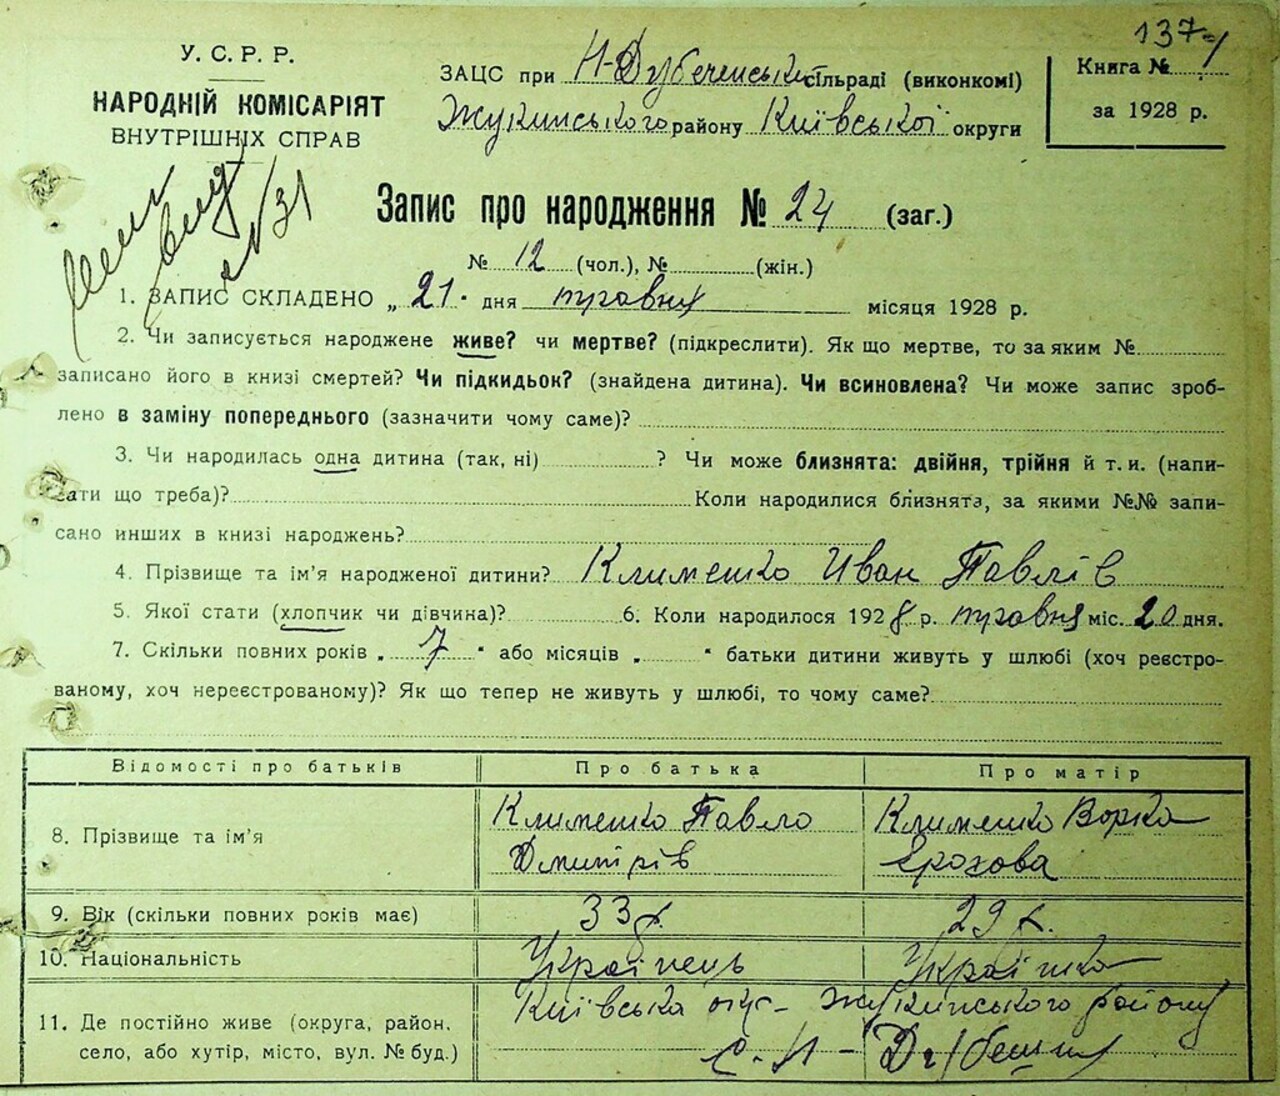 137
У. С. Р. Р.
НАРОДНІЙ КОМІСАРІЯТ
ВНУТРІШНІХ СПРАВ
ЗАЦС при Н-Дубеченській сільраді (виконкомі)
Жукинського району Київської округи
Книга №
за 1928 р.
№ 31
Запис про народження № 24 (заг.)
№ 12 (чол.), № (жін.)
1. ЗАПИС СКЛАДЕНО „ 21 " дня травня місяця 1928 р.
2. Чи записується народжене живе? чи мертве? (підкреслити). Як що мертве, то за яким №
записано його в книзі смертей? Чи підкидьок? (знайдена дитина). Чи всиновлена? Чи може запис зроб-
лено в заміну попереднього (зазначити чому саме)?
3. Чи народилась одна дитина (так, ні) ? Чи може близнята: двійня, трійня й т. и. (напи-
сати що треба)? Коли народилися близнята, за якими №№ запи-
сано инших в книзі народжень?
4. Прізвище та ім'я народженої дитини? Клименко Иван Павлів
5. Якої стати (хлопчик чи дівчина)? 6. Коли народилося 1928 р. травня міс. 20 дня.
7. Скільки повних років „ 7 " або місяців „ " батьки дитини живуть у шлюбі (хоч реєстро-
ваному, хоч нереєстрованому)? Як що тепер не живуть у шлюбі, то чому саме?
Відомості про батьків Про батька Про матір
8. Прізвище та ім'я Клименко Павло Клименко Ворка
Дмитрів Ярохова
9. Вік (скільки повних років має) 33 р. 29 р.
10. Національність Українець Українка
11. Де постійно живе (округа, район, Київська окр- Жукинського району
село, або хутір, місто, вул. № буд.) с. Н-Дубешня